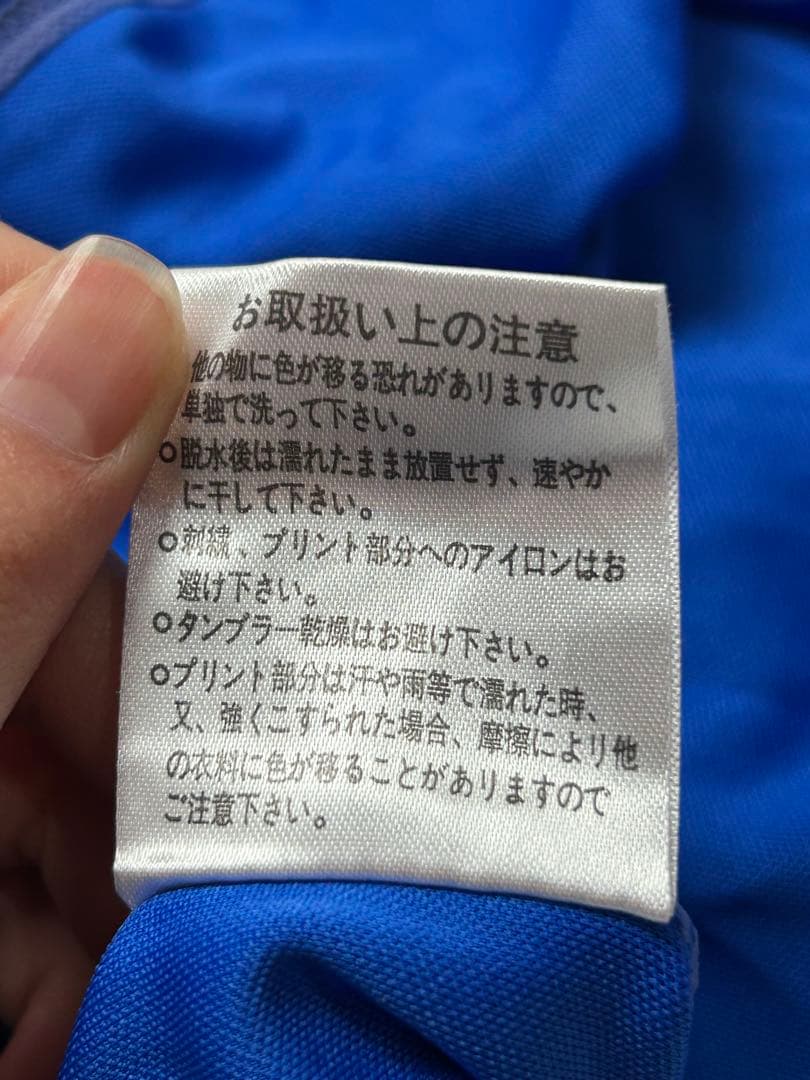 お取扱い上の注意
他の物に色が移る恐れがありますので、
単独で洗って下さい。
○脱水後は濡れたまま放置せず、速やか
に干して下さい。
○刺繍、プリント部分へのアイロンはお
避け下さい。
○タンブラー乾燥はお避け下さい。
○プリント部分は汗や雨等で濡れた時、
又、強くこすられた場合、摩擦により他
の衣料に色が移ることがありますので
ご注意下さい。